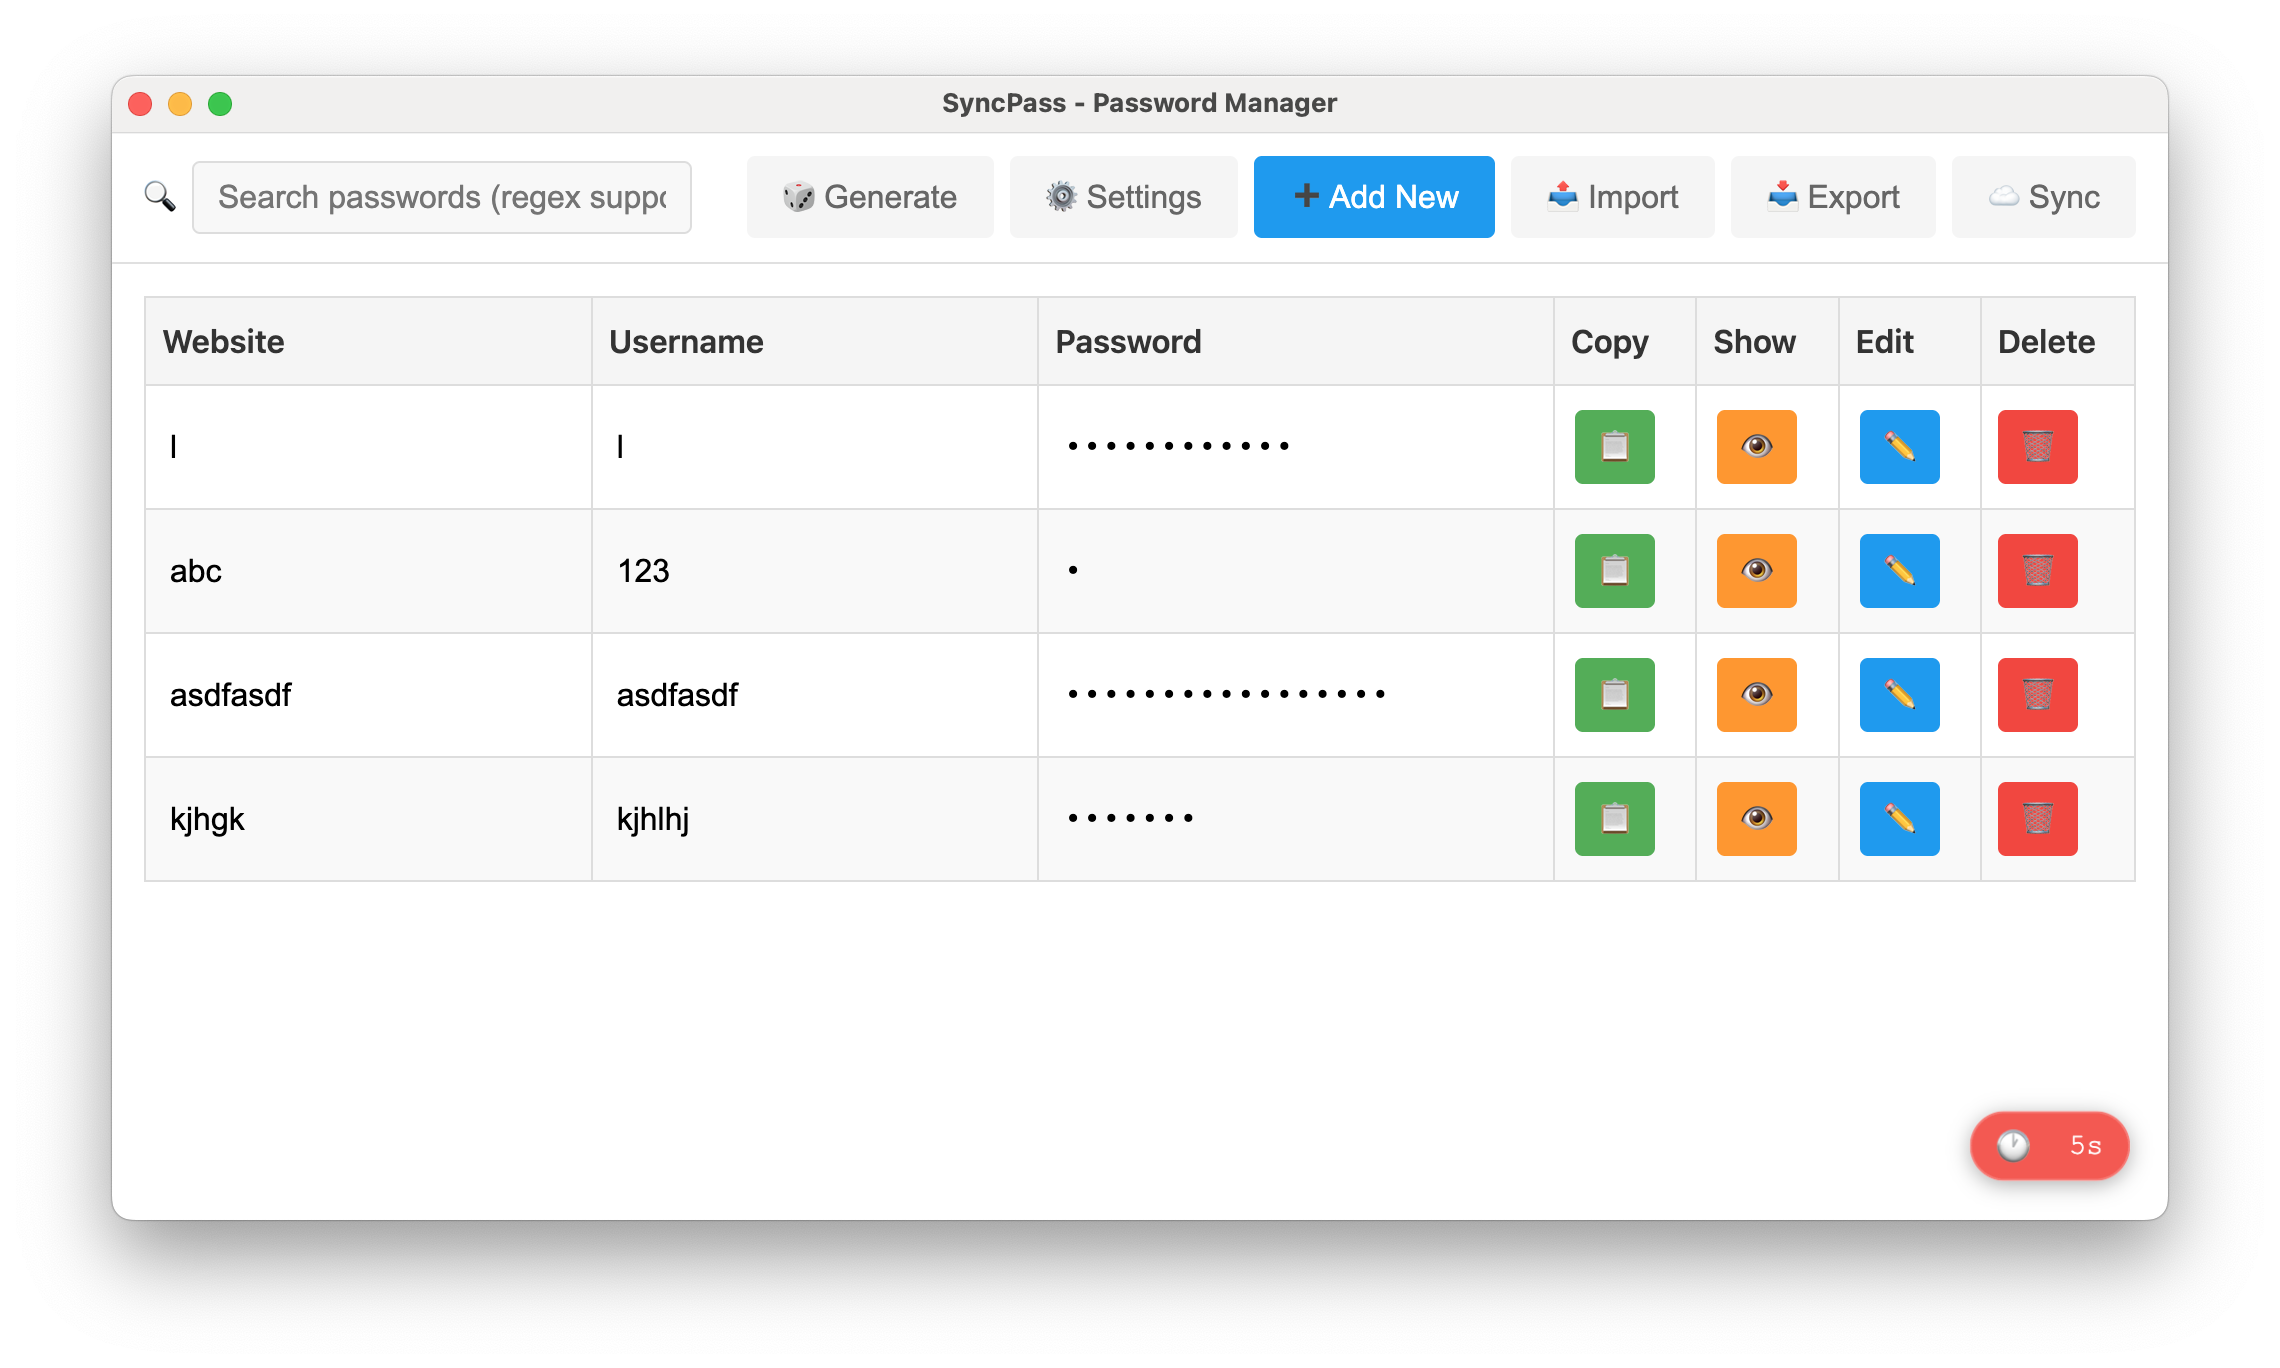 SyncPass - Password Manager
Search passwords (regex suppo
Generate Settings Add New Import Export Sync
Website Username Password Copy Show Edit Delete
l l ••••••••••••
abc 123 •
asdfasdf asdfasdf •••••••••••••••••
kjhgk kjhlhj •••••••
5s